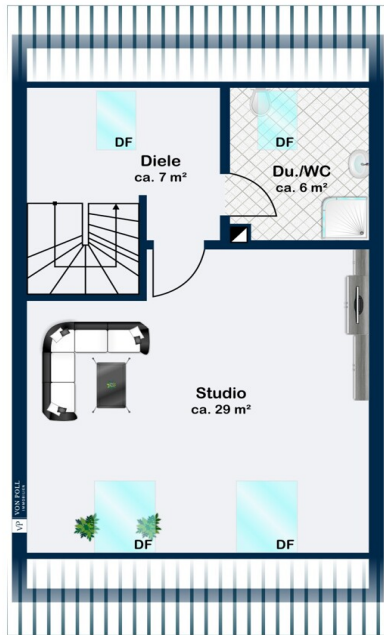 DF
DF
Diele
ca. 7 m²
Du./WC
ca. 6 m²
Studio
ca. 29 m²
VP VON POLL
IMMOBILIEN
DF
DF